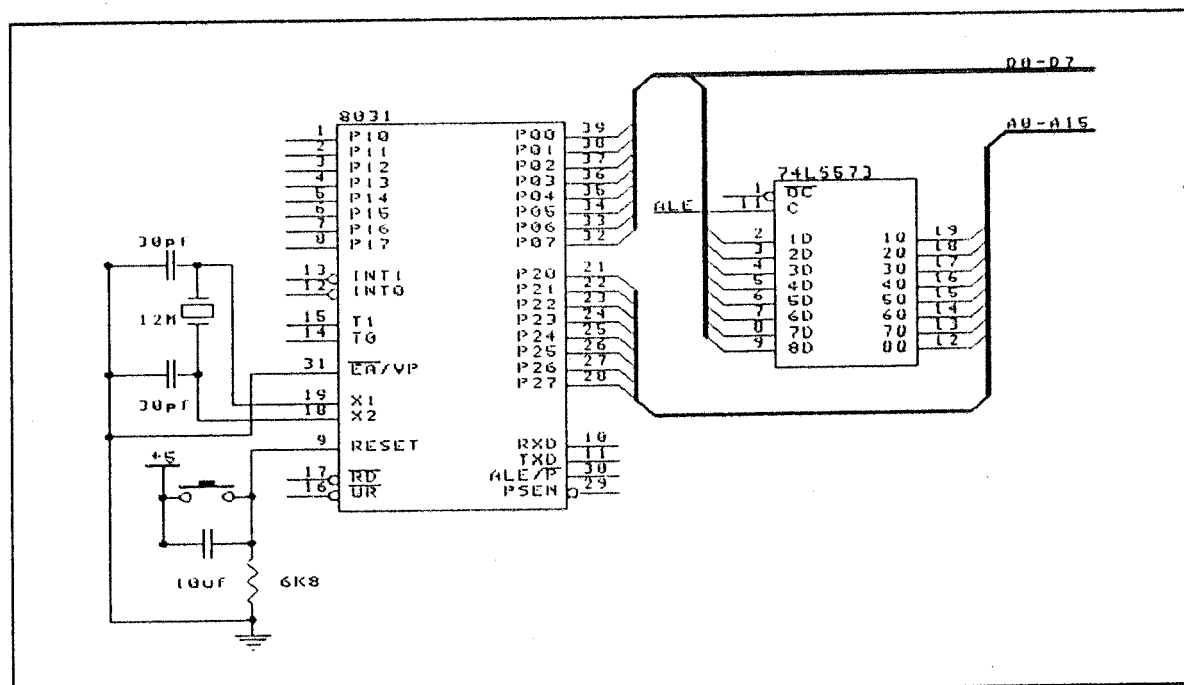 D0-D7
A0-A15
8031
1 P10
2 P11
3 P12
4 P13
5 P14
6 P15
7 P16
8 P17
13 INT1
12 INT0
15 T1
14 T0
31 EA/VP
19 X1
18 X2
9 RESET
17 RD
16 WR
P00 39
P01 38
P02 37
P03 36
P04 35
P05 34
P06 33
P07 32
P20 21
P21 22
P22 23
P23 24
P24 25
P25 26
P26 27
P27 28
RXD 10
TXD 11
ALE/P 30
PSEN 29
30pf
12M
30pf
+5
10uF
6K8
74LS573
1 OC
ALE 11 C
2 1D
3 2D
4 3D
5 4D
6 5D
7 6D
8 7D
9 8D
1Q 19
2Q 18
3Q 17
4Q 16
5Q 15
6Q 14
7Q 13
8Q 12